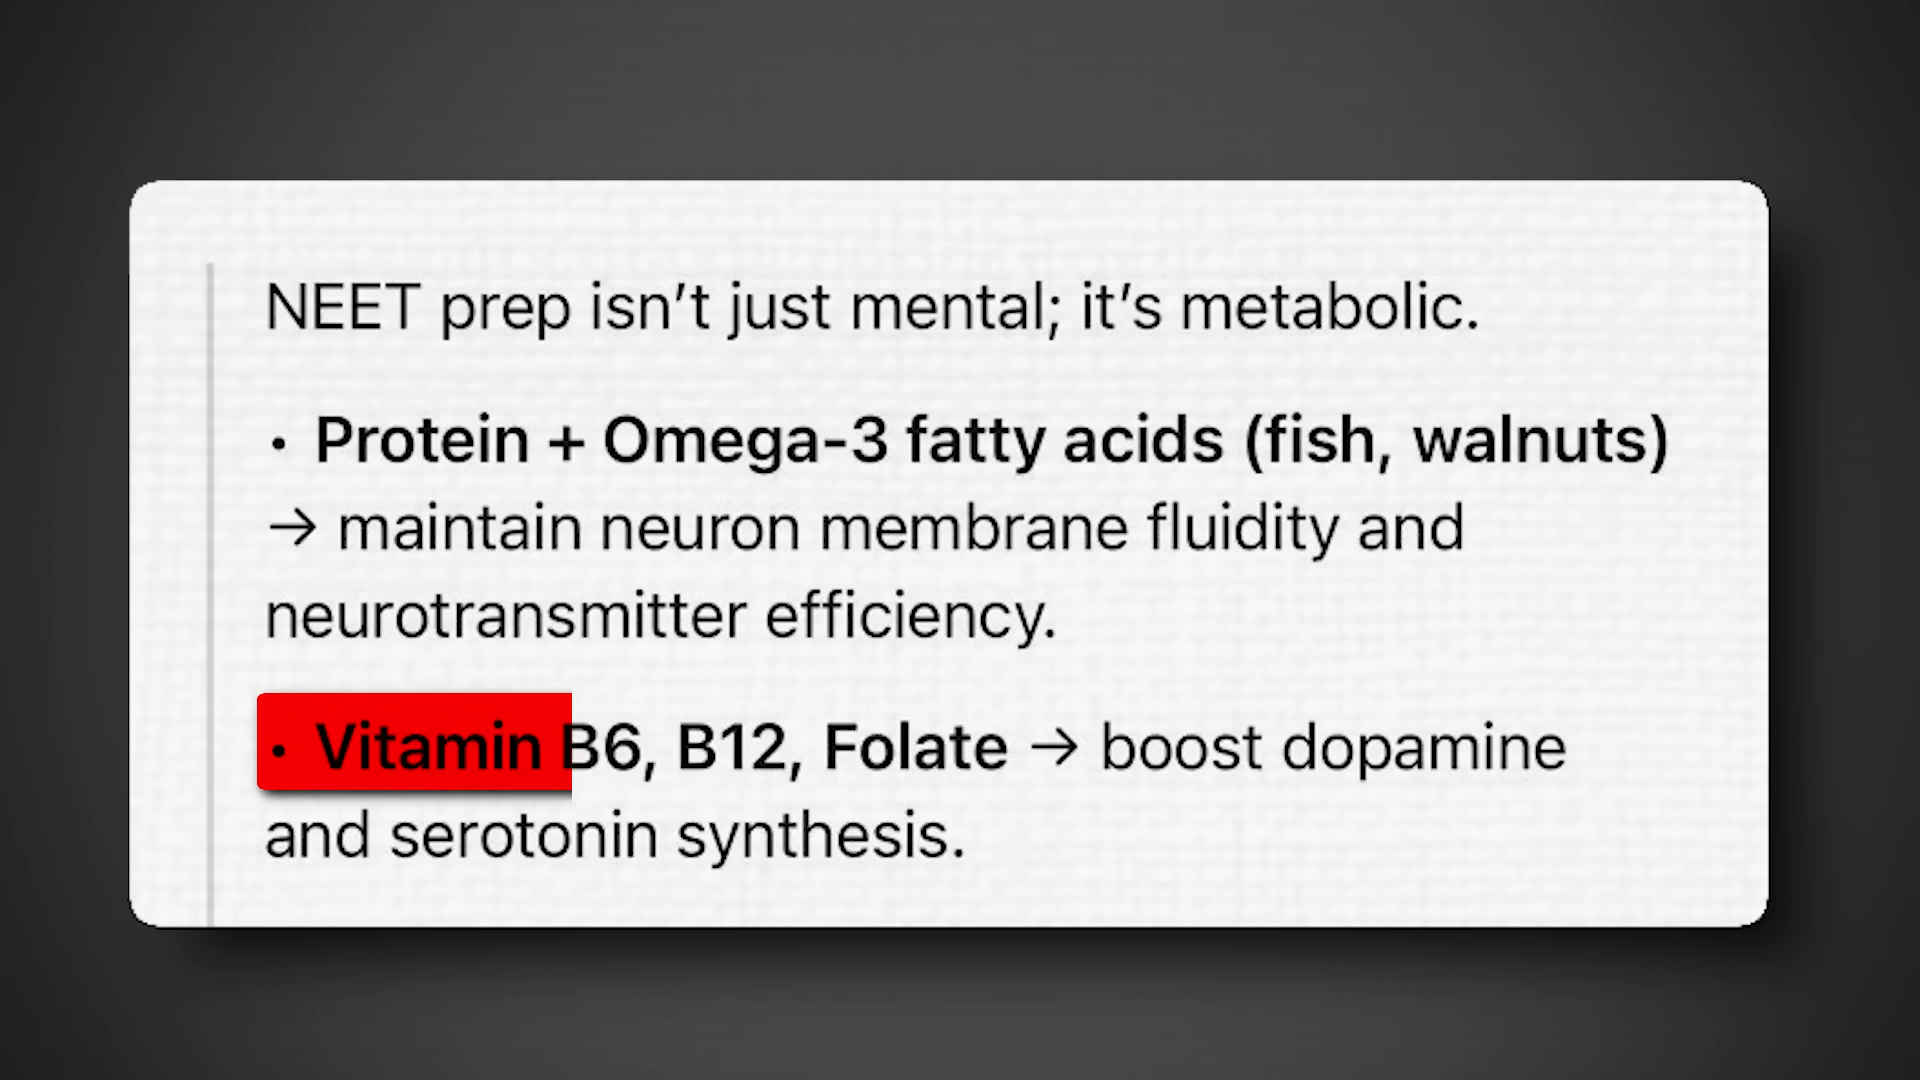 NEET prep isn’t just mental; it’s metabolic.
• Protein + Omega-3 fatty acids (fish, walnuts)
→ maintain neuron membrane fluidity and
neurotransmitter efficiency.
• Vitamin B6, B12, Folate → boost dopamine
and serotonin synthesis.